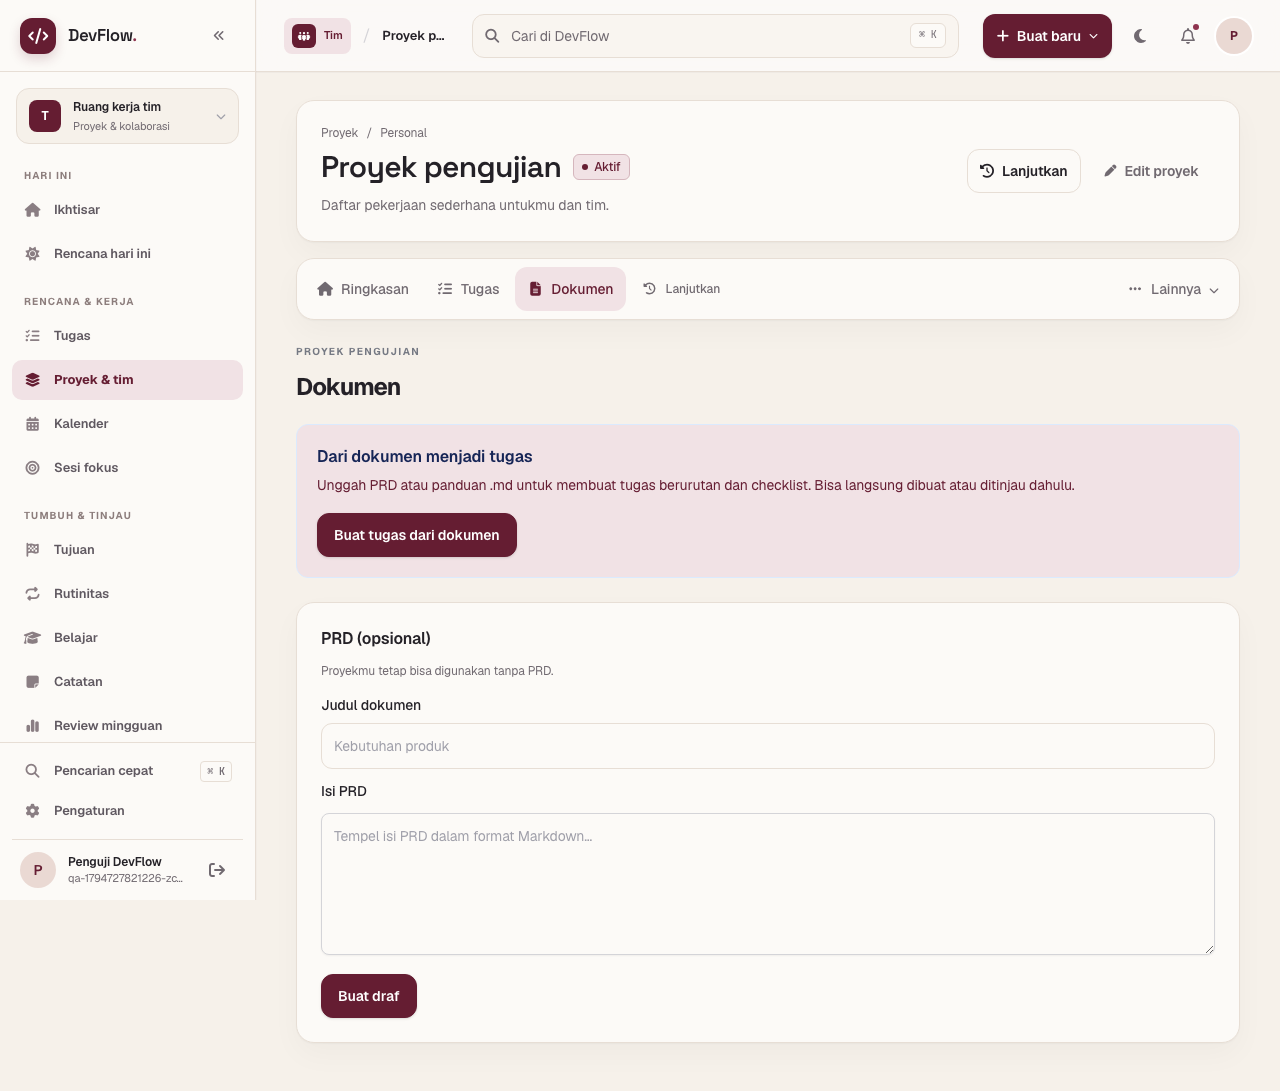 DevFlow.
Tim / Proyek p...
Cari di DevFlow
⌘ K
Buat baru
P
T
Ruang kerja tim
Proyek & kolaborasi
HARI INI
Ikhtisar
Rencana hari ini
RENCANA & KERJA
Tugas
Proyek & tim
Kalender
Sesi fokus
TUMBUH & TINJAU
Tujuan
Rutinitas
Belajar
Catatan
Review mingguan
Pencarian cepat
⌘ K
Pengaturan
P
Penguji DevFlow
qa-1794727821226-zc...
Proyek / Personal
Proyek pengujian
Aktif
Daftar pekerjaan sederhana untukmu dan tim.
Lanjutkan
Edit proyek
Ringkasan
Tugas
Dokumen
Lanjutkan
Lainnya
PROYEK PENGUJIAN
Dokumen
Dari dokumen menjadi tugas
Unggah PRD atau panduan .md untuk membuat tugas berurutan dan checklist. Bisa langsung dibuat atau ditinjau dahulu.
Buat tugas dari dokumen
PRD (opsional)
Proyekmu tetap bisa digunakan tanpa PRD.
Judul dokumen
Kebutuhan produk
Isi PRD
Tempel isi PRD dalam format Markdown...
Buat draf